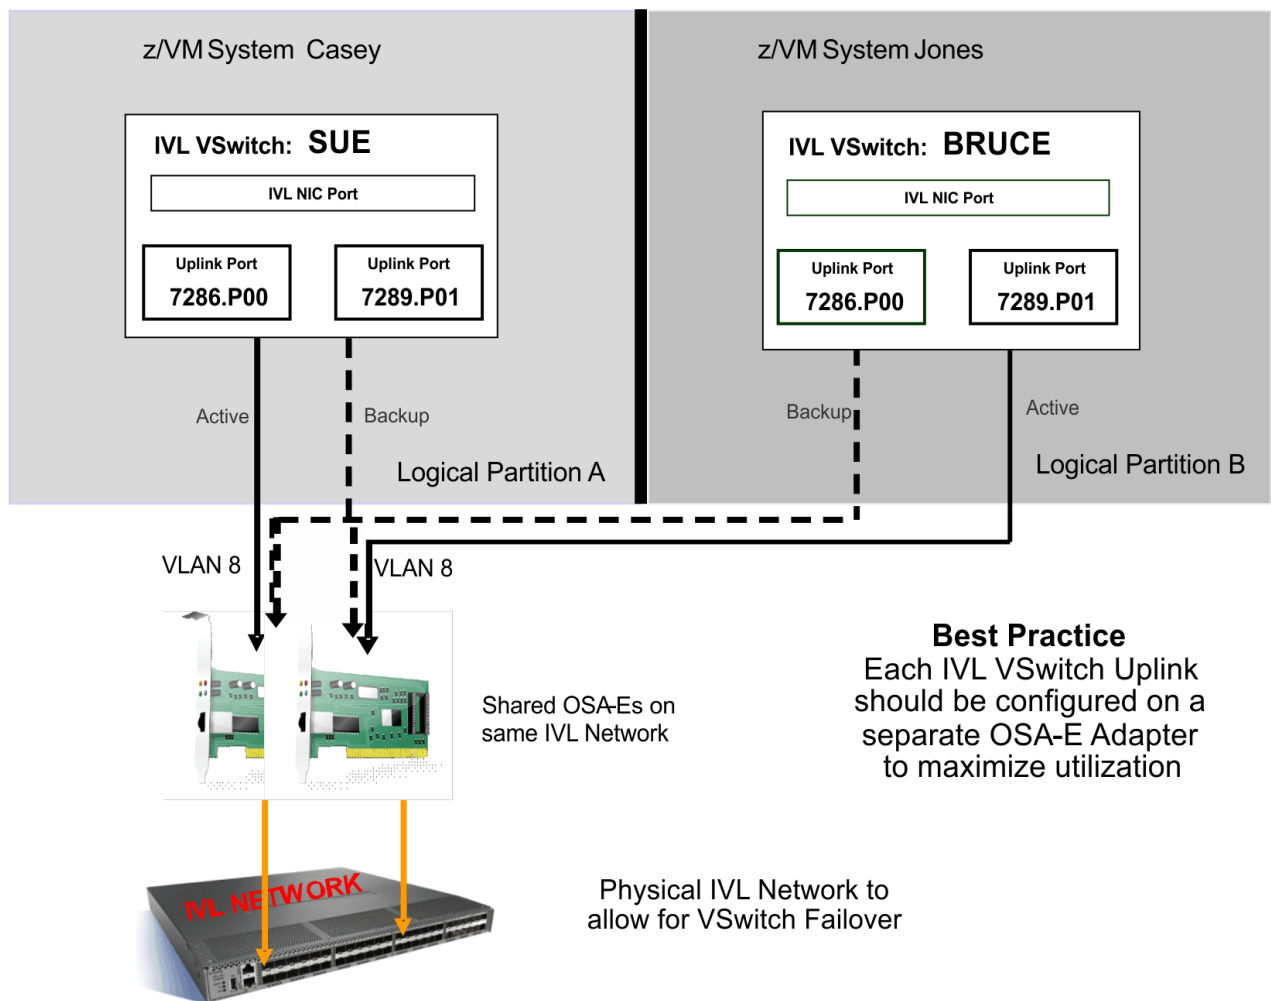 z/VM System Casey
z/VM System Jones
IVL VSwitch: SUE
IVL NIC Port
Uplink Port
7286.P00
Uplink Port
7289.P01
IVL VSwitch: BRUCE
IVL NIC Port
Uplink Port
7286.P00
Uplink Port
7289.P01
Active
Backup
Backup
Active
Logical Partition A
Logical Partition B
VLAN 8
VLAN 8
Best Practice
Each IVL VSwitch Uplink
should be configured on a
separate OSA-E Adapter
to maximize utilization
Shared OSA-Es on
same IVL Network
IVL NETWORK
Physical IVL Network to
allow for VSwitch Failover